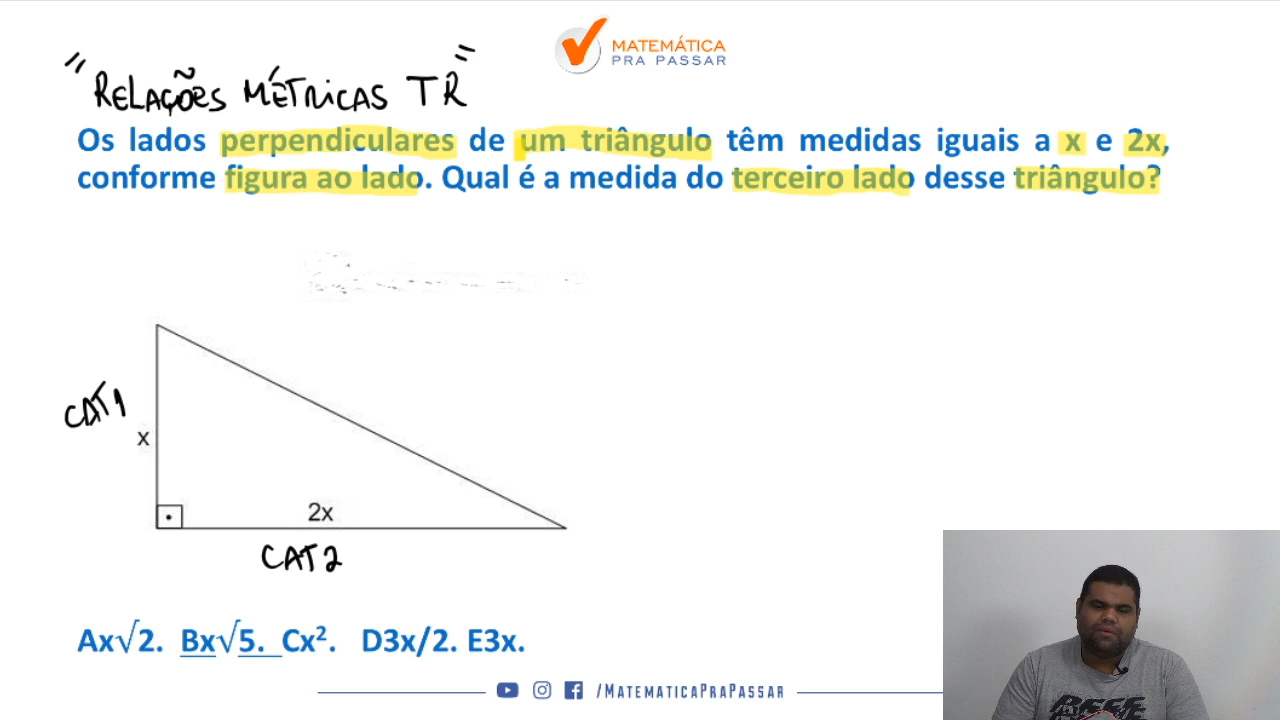 MATEMÁTICA
PRA PASSAR
"RELAÇÕES MÉTRICAS TR"
Os lados perpendiculares de um triângulo têm medidas iguais a x e 2x,
conforme figura ao lado. Qual é a medida do terceiro lado desse triângulo?
CAT1
x
2x
CAT2
Ax√2. Bx√5. Cx². D3x/2. E3x.
/MATEMATICAPRAPASSAR